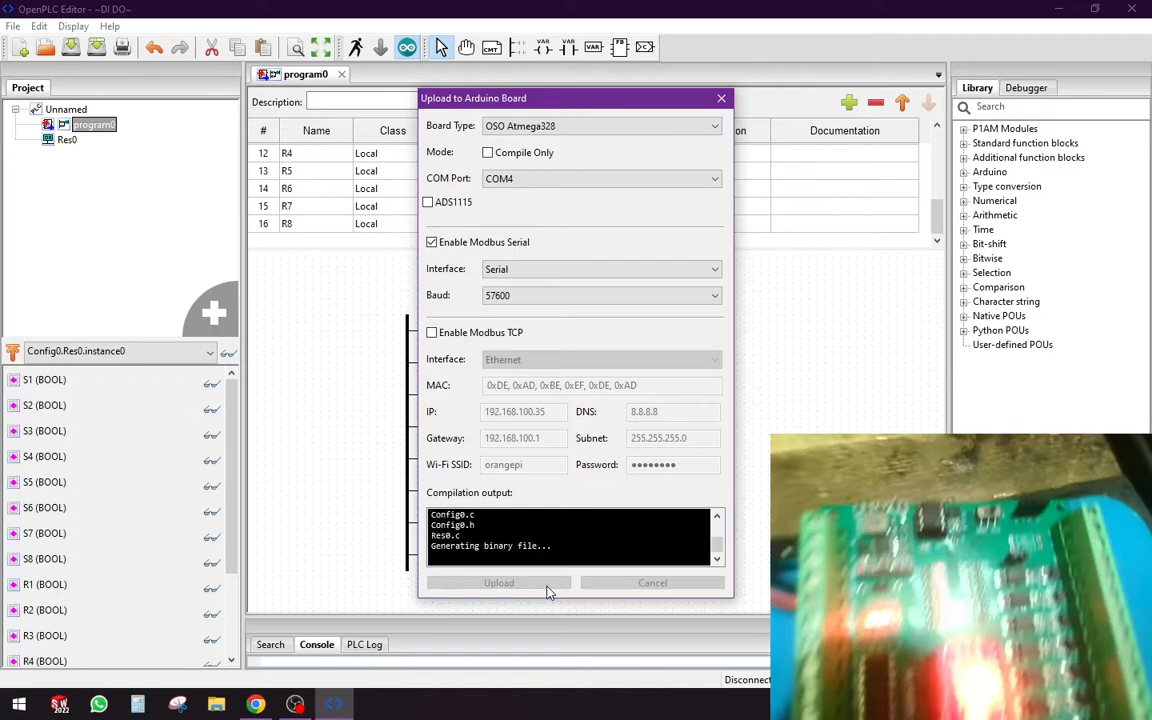 OpenPLC Editor - ~DI DO~
File Edit Display Help
Project
Unnamed
program0
Res0
Config0.Res0.instance0
S1 (BOOL)
S2 (BOOL)
S3 (BOOL)
S4 (BOOL)
S5 (BOOL)
S6 (BOOL)
S7 (BOOL)
S8 (BOOL)
R1 (BOOL)
R2 (BOOL)
R3 (BOOL)
R4 (BOOL)
CMT VAR VAR VAR FB
program0
Description:
# Name Class Documentation
12 R4 Local
13 R5 Local
14 R6 Local
15 R7 Local
16 R8 Local
Upload to Arduino Board
Board Type: OSO Atmega328
Mode: Compile Only
COM Port: COM4
ADS1115
Enable Modbus Serial
Interface: Serial
Baud: 57600
Enable Modbus TCP
Interface: Ethernet
MAC: 0xDE, 0xAD, 0xBE, 0xEF, 0xDE, 0xAD
IP: 192.168.100.35 DNS: 8.8.8.8
Gateway: 192.168.100.1 Subnet: 255.255.255.0
Wi-Fi SSID: orangepi Password: ●●●●●●●●
Compilation output:
Config0.c
Config0.h
Res0.c
Generating binary file...
Upload Cancel
Search Console PLC Log
Disconnect
Library Debugger
Search
P1AM Modules
Standard function blocks
Additional function blocks
Arduino
Type conversion
Numerical
Arithmetic
Time
Bit-shift
Bitwise
Selection
Comparison
Character string
Native POUs
Python POUs
User-defined POUs
SW
2022